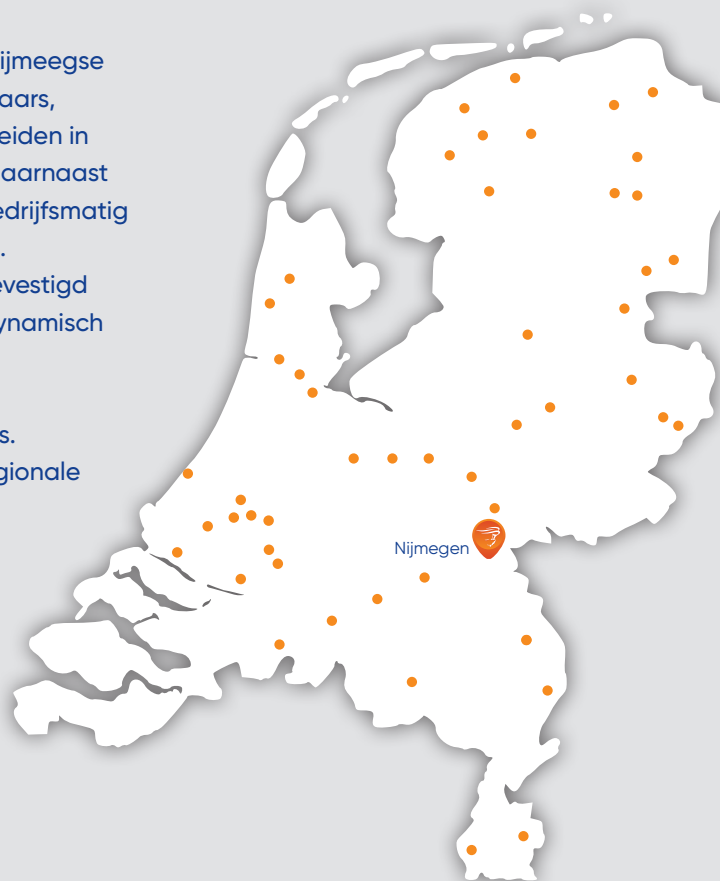 ijmeegse
aars,
eiden in
aarnaast
edrijfsmatig
.
evestigd
ynamisch
s.
gionale
Nijmegen